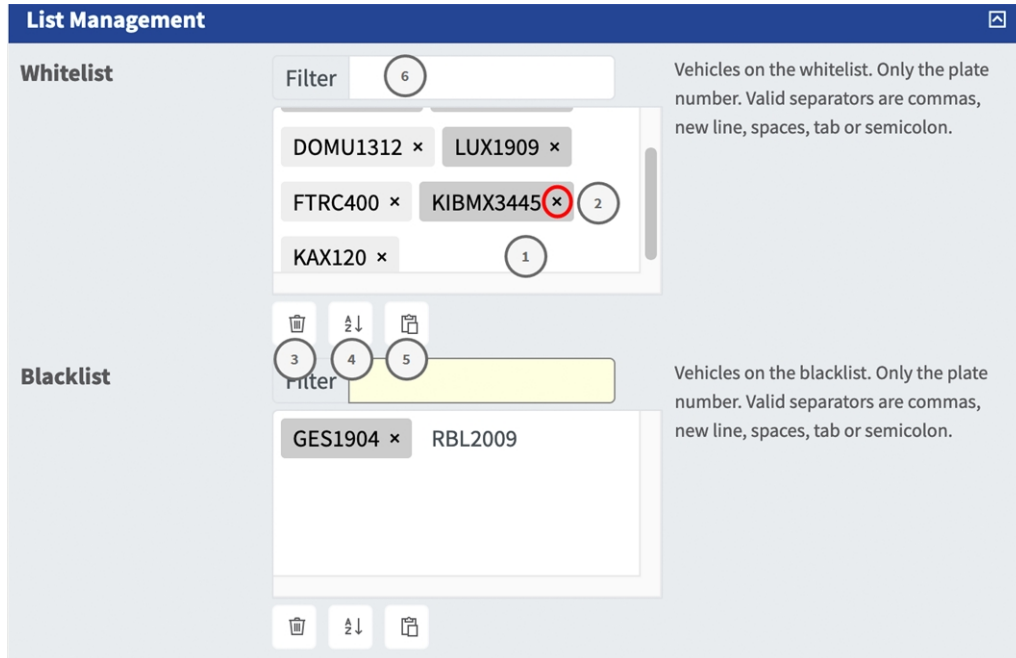 List Management
Whitelist
Filter
6
Vehicles on the whitelist. Only the plate
number. Valid separators are commas,
new line, spaces, tab or semicolon.
DOMU1312 × LUX1909 ×
FTRC400 × KIBMX3445 × 2
KAX120 × 1
3 4 5
Blacklist
Filter
Vehicles on the blacklist. Only the plate
number. Valid separators are commas,
new line, spaces, tab or semicolon.
GES1904 × RBL2009